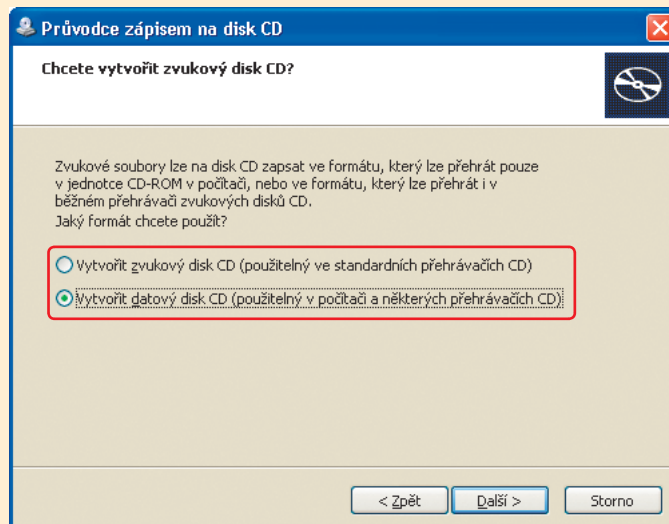 Průvodce zápisem na disk CD
Chcete vytvořit zvukový disk CD?
Zvukové soubory lze na disk CD zapsat ve formátu, který lze přehrát pouze
v jednotce CD-ROM v počítači, nebo ve formátu, který lze přehrát i v
běžném přehrávači zvukových disků CD.
Jaký formát chcete použít?
Vytvořit zvukový disk CD (použitelný ve standardních přehrávačích CD)
Vytvořit datový disk CD (použitelný v počítači a některých přehrávačích CD)
< Zpět Další > Storno